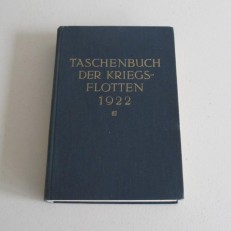 TASCHENBUCH
DER KRIEGS-
FLOTTEN
1922